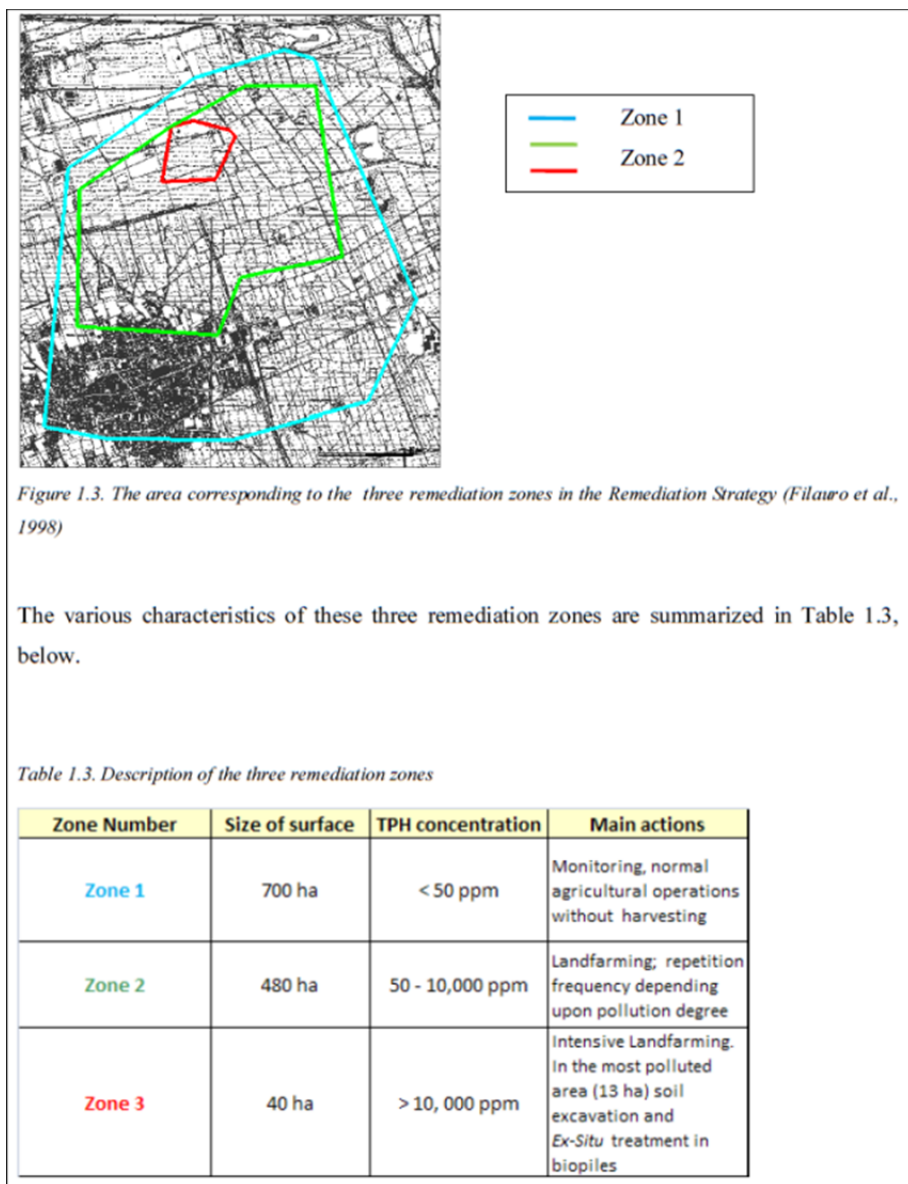 Zone 1
Zone 2
Figure 1.3. The area corresponding to the three remediation zones in the Remediation Strategy (Filauro et al.,
1998)
The various characteristics of these three remediation zones are summarized in Table 1.3,
below.
Table 1.3. Description of the three remediation zones
Zone Number Size of surface TPH concentration Main actions
Zone 1 700 ha < 50 ppm Monitoring, normal
agricultural operations
without harvesting
Zone 2 480 ha 50 - 10,000 ppm Landfarming; repetition
frequency depending
upon pollution degree
Zone 3 40 ha > 10, 000 ppm Intensive Landfarming.
In the most polluted
area (13 ha) soil
excavation and
Ex-Situ treatment in
biopiles